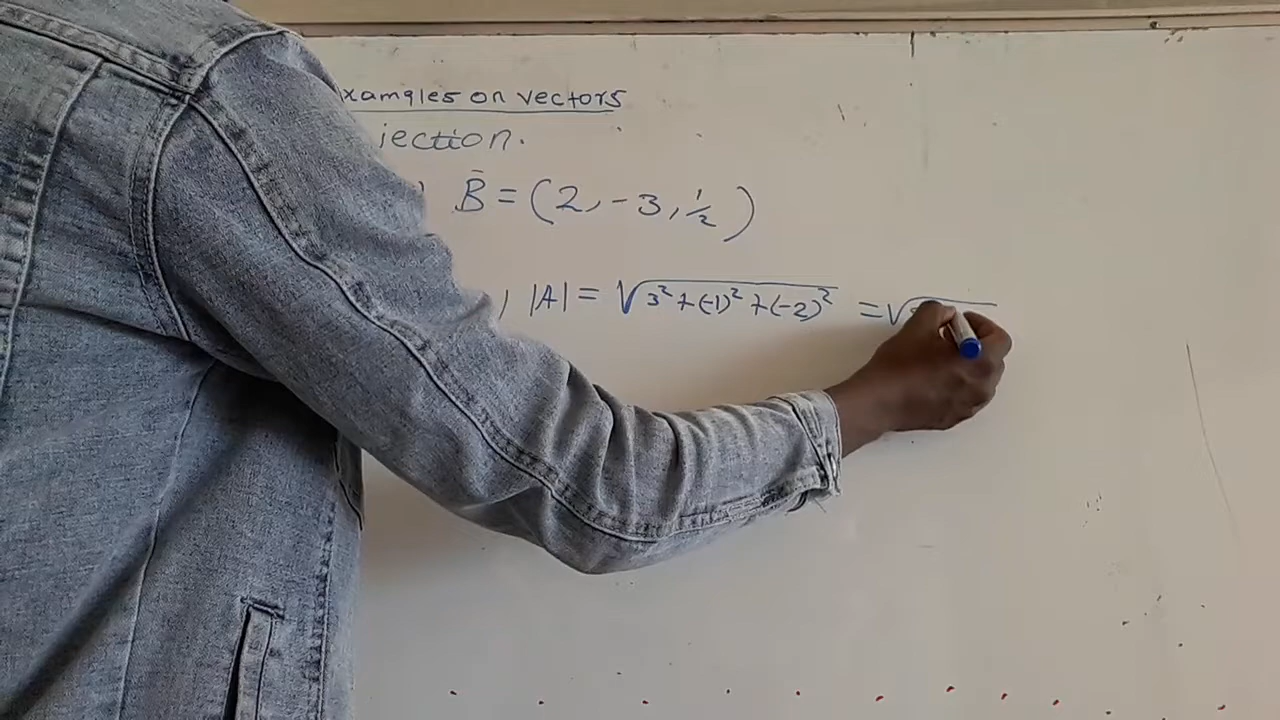 xamples on vectors
jection.
B̄ = (2, -3, ½)
, |A| = √3² + (-1)² + (-2)² = √